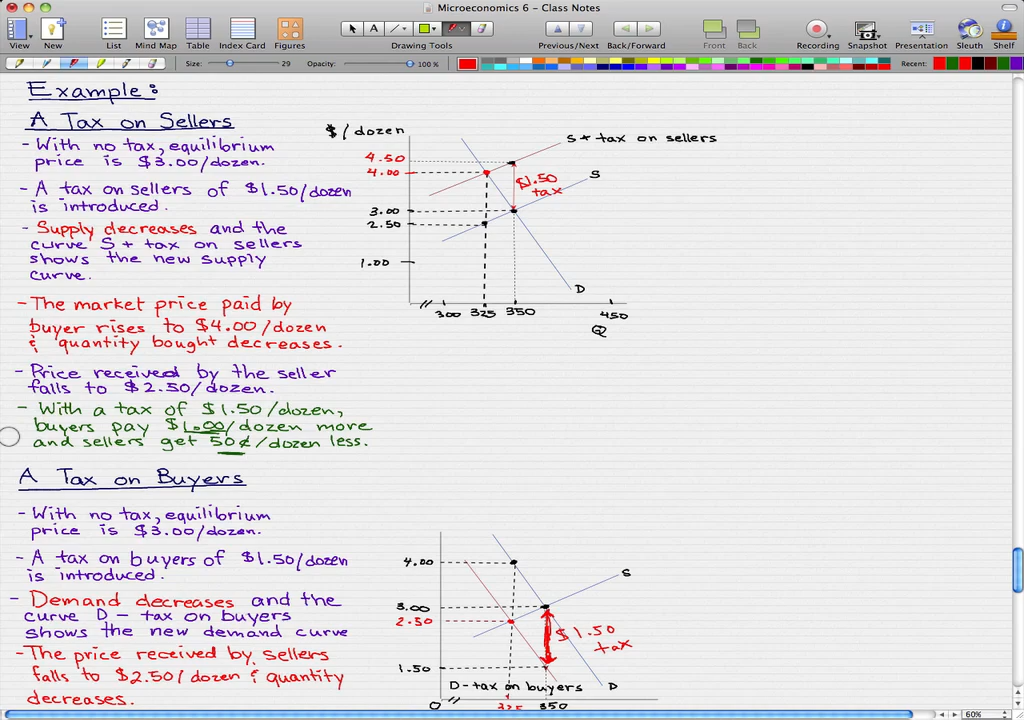 Microeconomics 6 – Class Notes
View
New
List
Mind Map
Table
Index Card
Figures
Drawing Tools
Previous/Next
Back/Forward
Front
Back
Recording
Snapshot
Presentation
Sleuth
Shelf
Size:
29
Opacity:
100 %
Recent:
Example:
A Tax on Sellers
- With no tax, equilibrium
price is $3.00/dozen.
- A tax on sellers of $1.50/dozen
is introduced.
- Supply decreases and the
curve S + tax on sellers
shows the new supply
curve.
- The market price paid by
buyer rises to $4.00/dozen
& quantity bought decreases.
- Price received by the seller
falls to $2.50/dozen.
- With a tax of $1.50/dozen,
buyers pay $1.00/dozen more
and sellers get 50¢/dozen less.
$/dozen
S + tax on sellers
4.50
4.00
$1.50
tax
S
3.00
2.50
1.00
D
300 325 350 450
Q
A Tax on Buyers
- With no tax, equilibrium
price is $3.00/dozen.
- A tax on buyers of $1.50/dozen
is introduced.
- Demand decreases and the
curve D - tax on buyers
shows the new demand curve
- The price received by sellers
falls to $2.50/dozen & quantity
decreases.
4.00
S
3.00
2.50
$1.50
tax
1.50
D - tax on buyers
D
0 325 350
60%